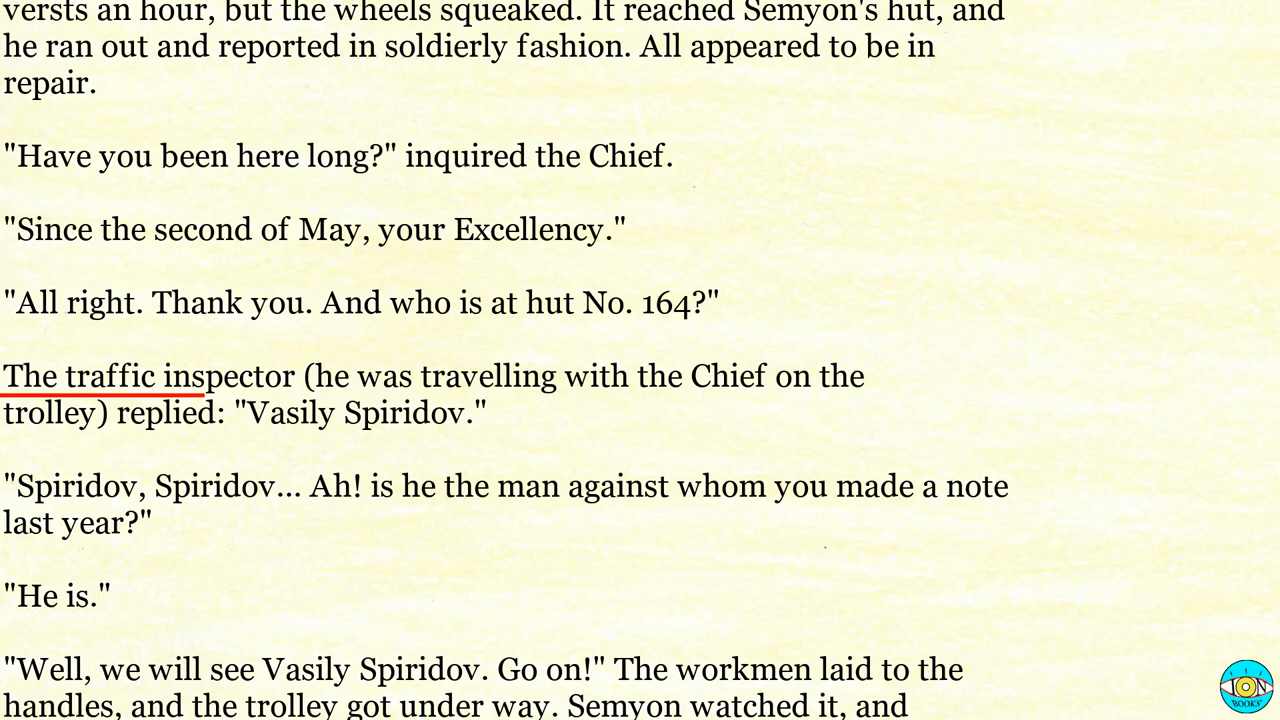 versts an hour, but the wheels squeaked. It reached Semyon's hut, and
he ran out and reported in soldierly fashion. All appeared to be in
repair.
"Have you been here long?" inquired the Chief.
"Since the second of May, your Excellency."
"All right. Thank you. And who is at hut No. 164?"
The traffic inspector (he was travelling with the Chief on the
trolley) replied: "Vasily Spiridov."
"Spiridov, Spiridov... Ah! is he the man against whom you made a note
last year?"
"He is."
"Well, we will see Vasily Spiridov. Go on!" The workmen laid to the
handles, and the trolley got under way. Semyon watched it, and
ION
BOOKS